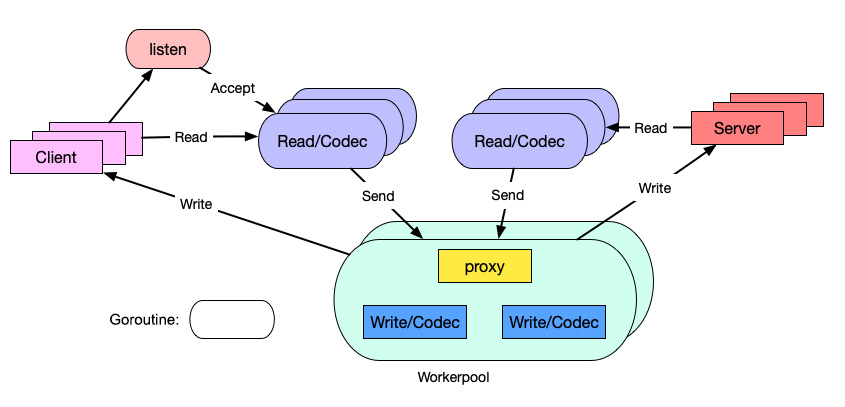 listen
Accept
Read
Read/Codec
Read/Codec
Read
Server
Client
Send
Send
Write
Write
proxy
Write/Codec
Write/Codec
Goroutine:
Workerpool